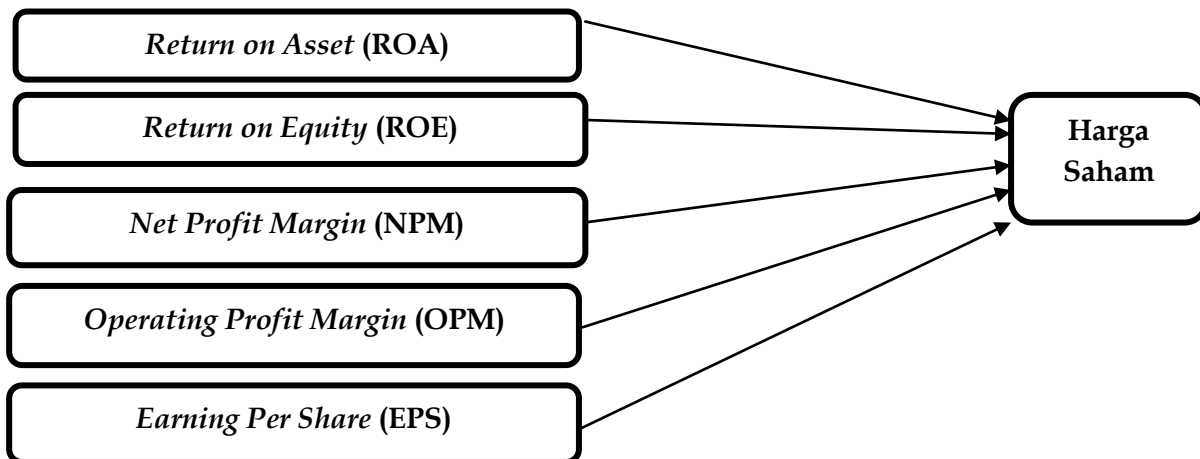 Return on Asset (ROA)
Return on Equity (ROE)
Net Profit Margin (NPM)
Operating Profit Margin (OPM)
Earning Per Share (EPS)
Harga
Saham